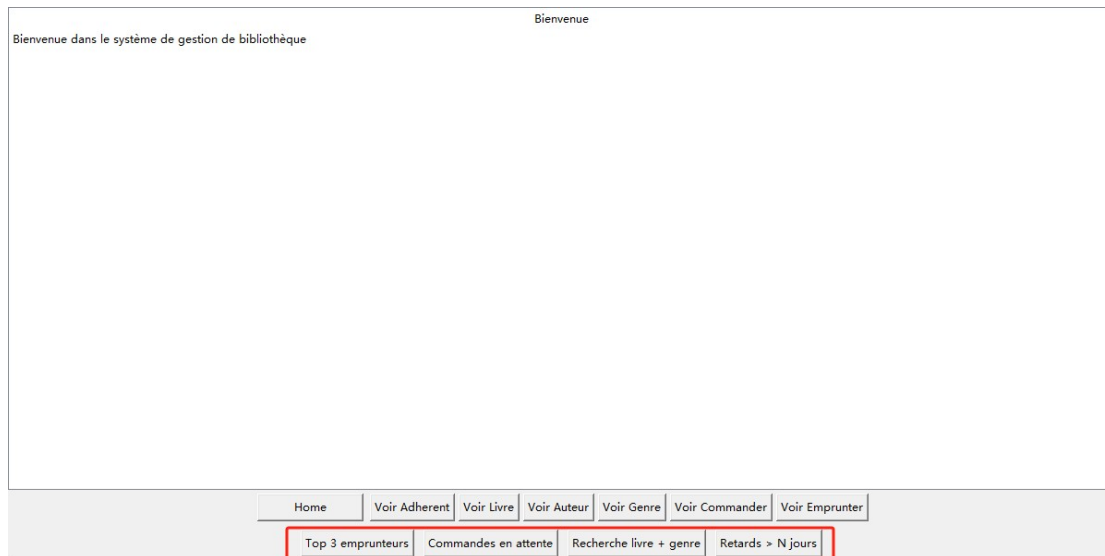 Bienvenue
Bienvenue dans le système de gestion de bibliothèque
Home Voir Adherent Voir Livre Voir Auteur Voir Genre Voir Commander Voir Emprunter
Top 3 emprunteurs Commandes en attente Recherche livre + genre Retards > N jours